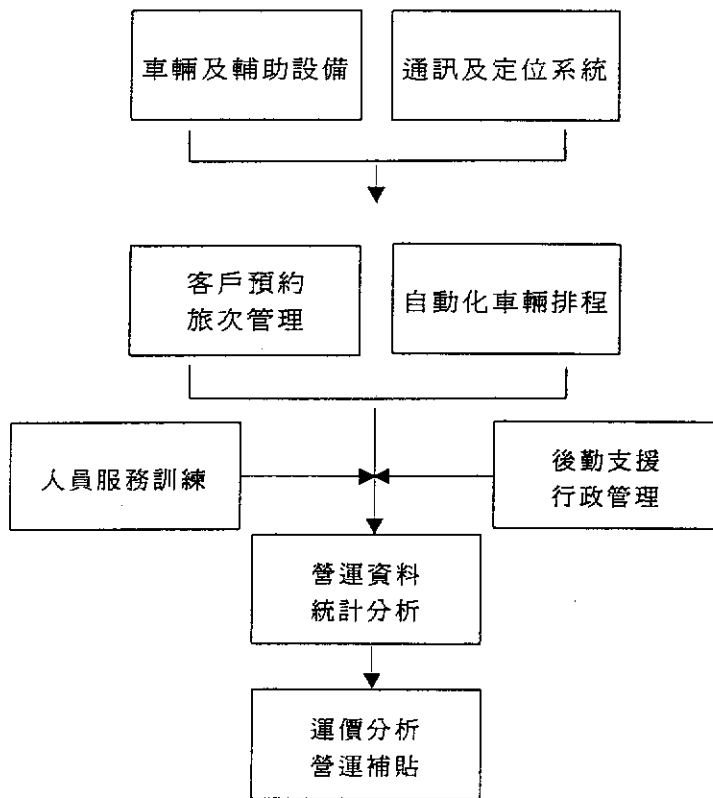 車輛及輔助設備
通訊及定位系統
客戶預約
旅次管理
自動化車輛排程
人員服務訓練
後勤支援
行政管理
營運資料
統計分析
運價分析
營運補貼